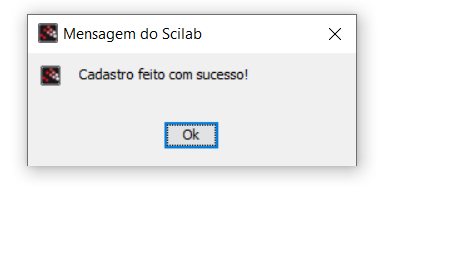 Mensagem do Scilab
Cadastro feito com sucesso!
Ok